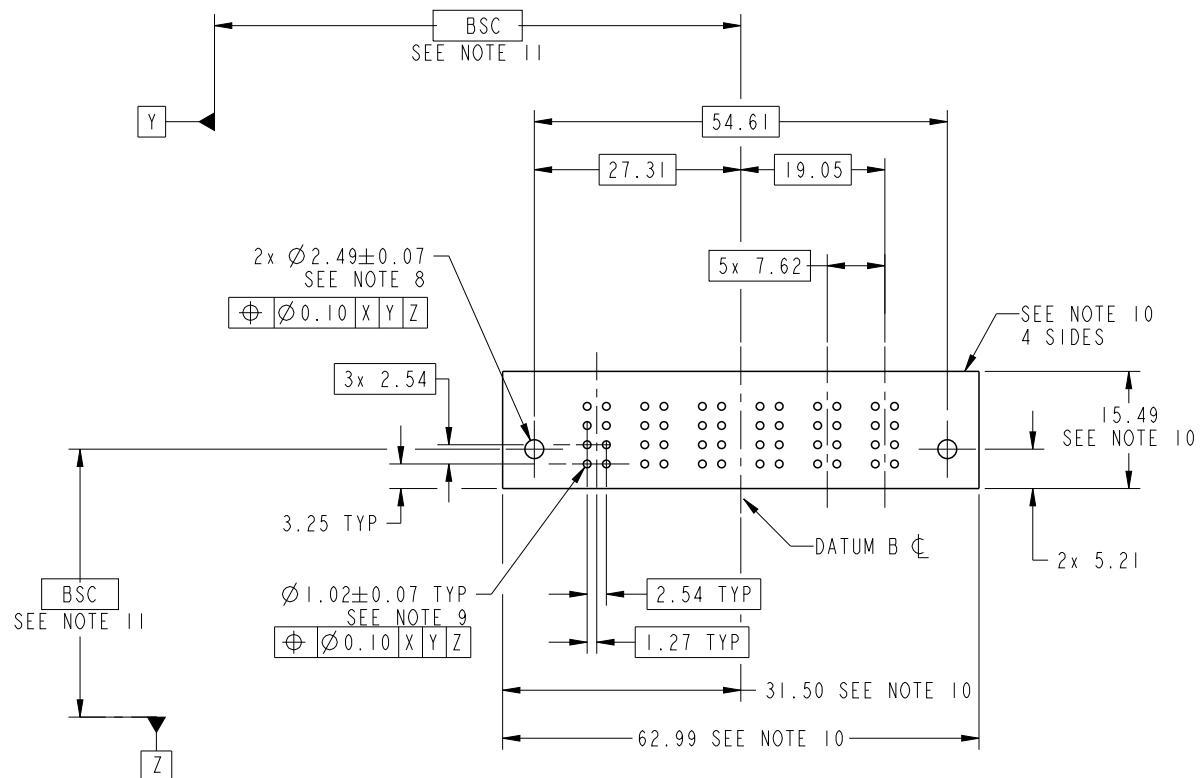 BSC
SEE NOTE 11
Y
54.61
27.31
19.05
2x Ø2.49±0.07
SEE NOTE 8
⌖ Ø0.10 X Y Z
5x 7.62
SEE NOTE 10
4 SIDES
3x 2.54
15.49
SEE NOTE 10
3.25 TYP
DATUM B ℄
2x 5.21
BSC
SEE NOTE 11
Ø1.02±0.07 TYP
SEE NOTE 9
⌖ Ø0.10 X Y Z
2.54 TYP
1.27 TYP
31.50 SEE NOTE 10
62.99 SEE NOTE 10
Z